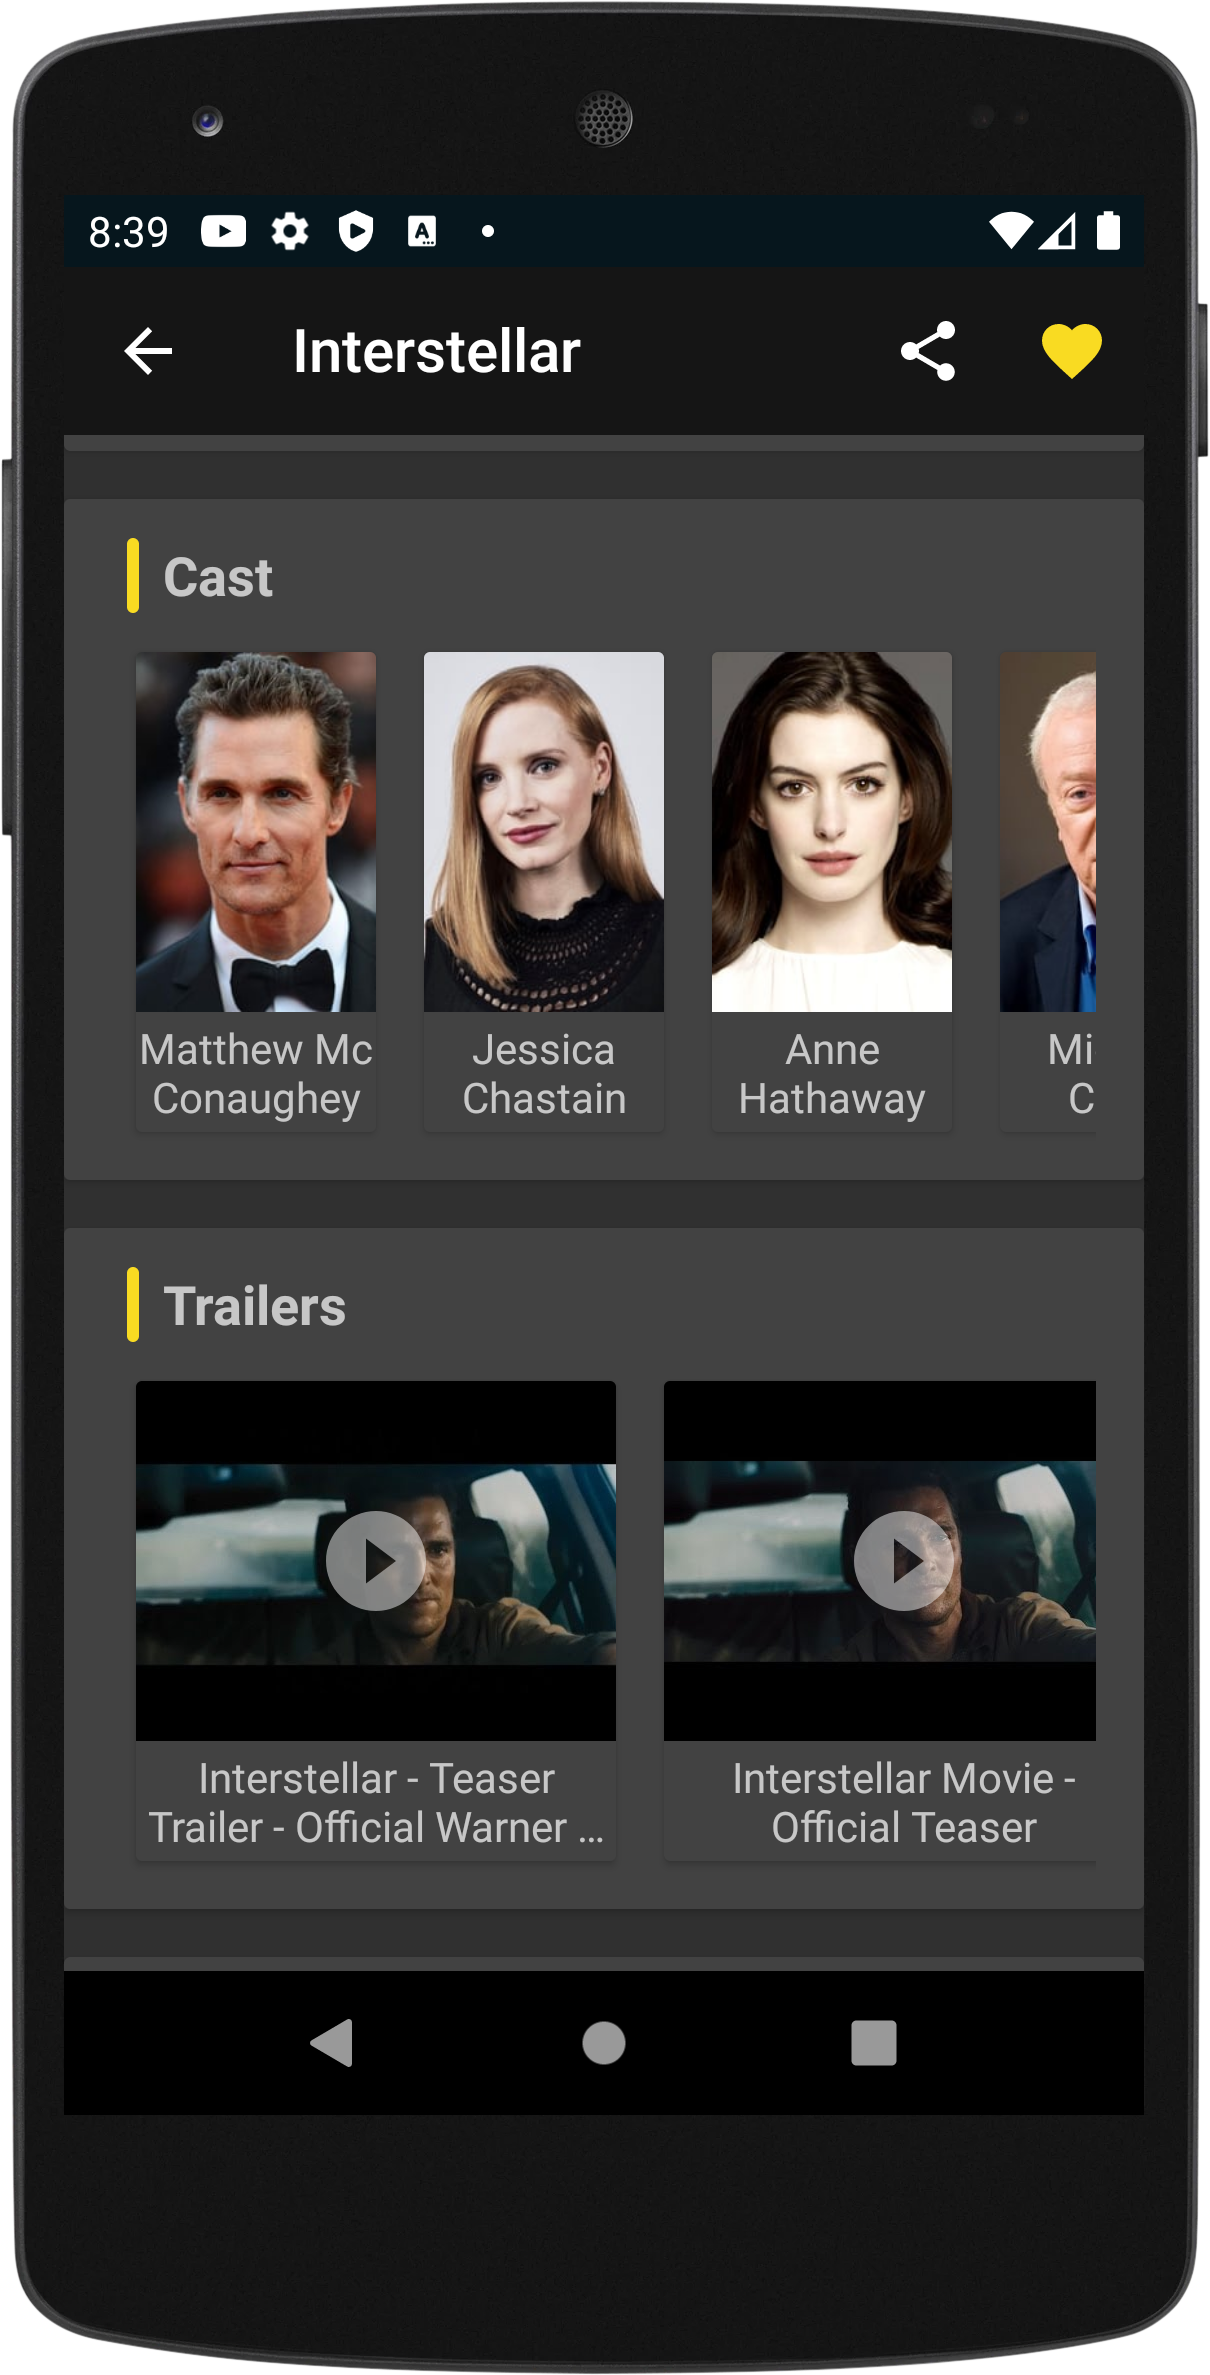 8:39
Interstellar
Cast
Matthew Mc
Conaughey
Jessica
Chastain
Anne
Hathaway
Mi
C
Trailers
Interstellar - Teaser
Trailer - Official Warner ...
Interstellar Movie -
Official Teaser